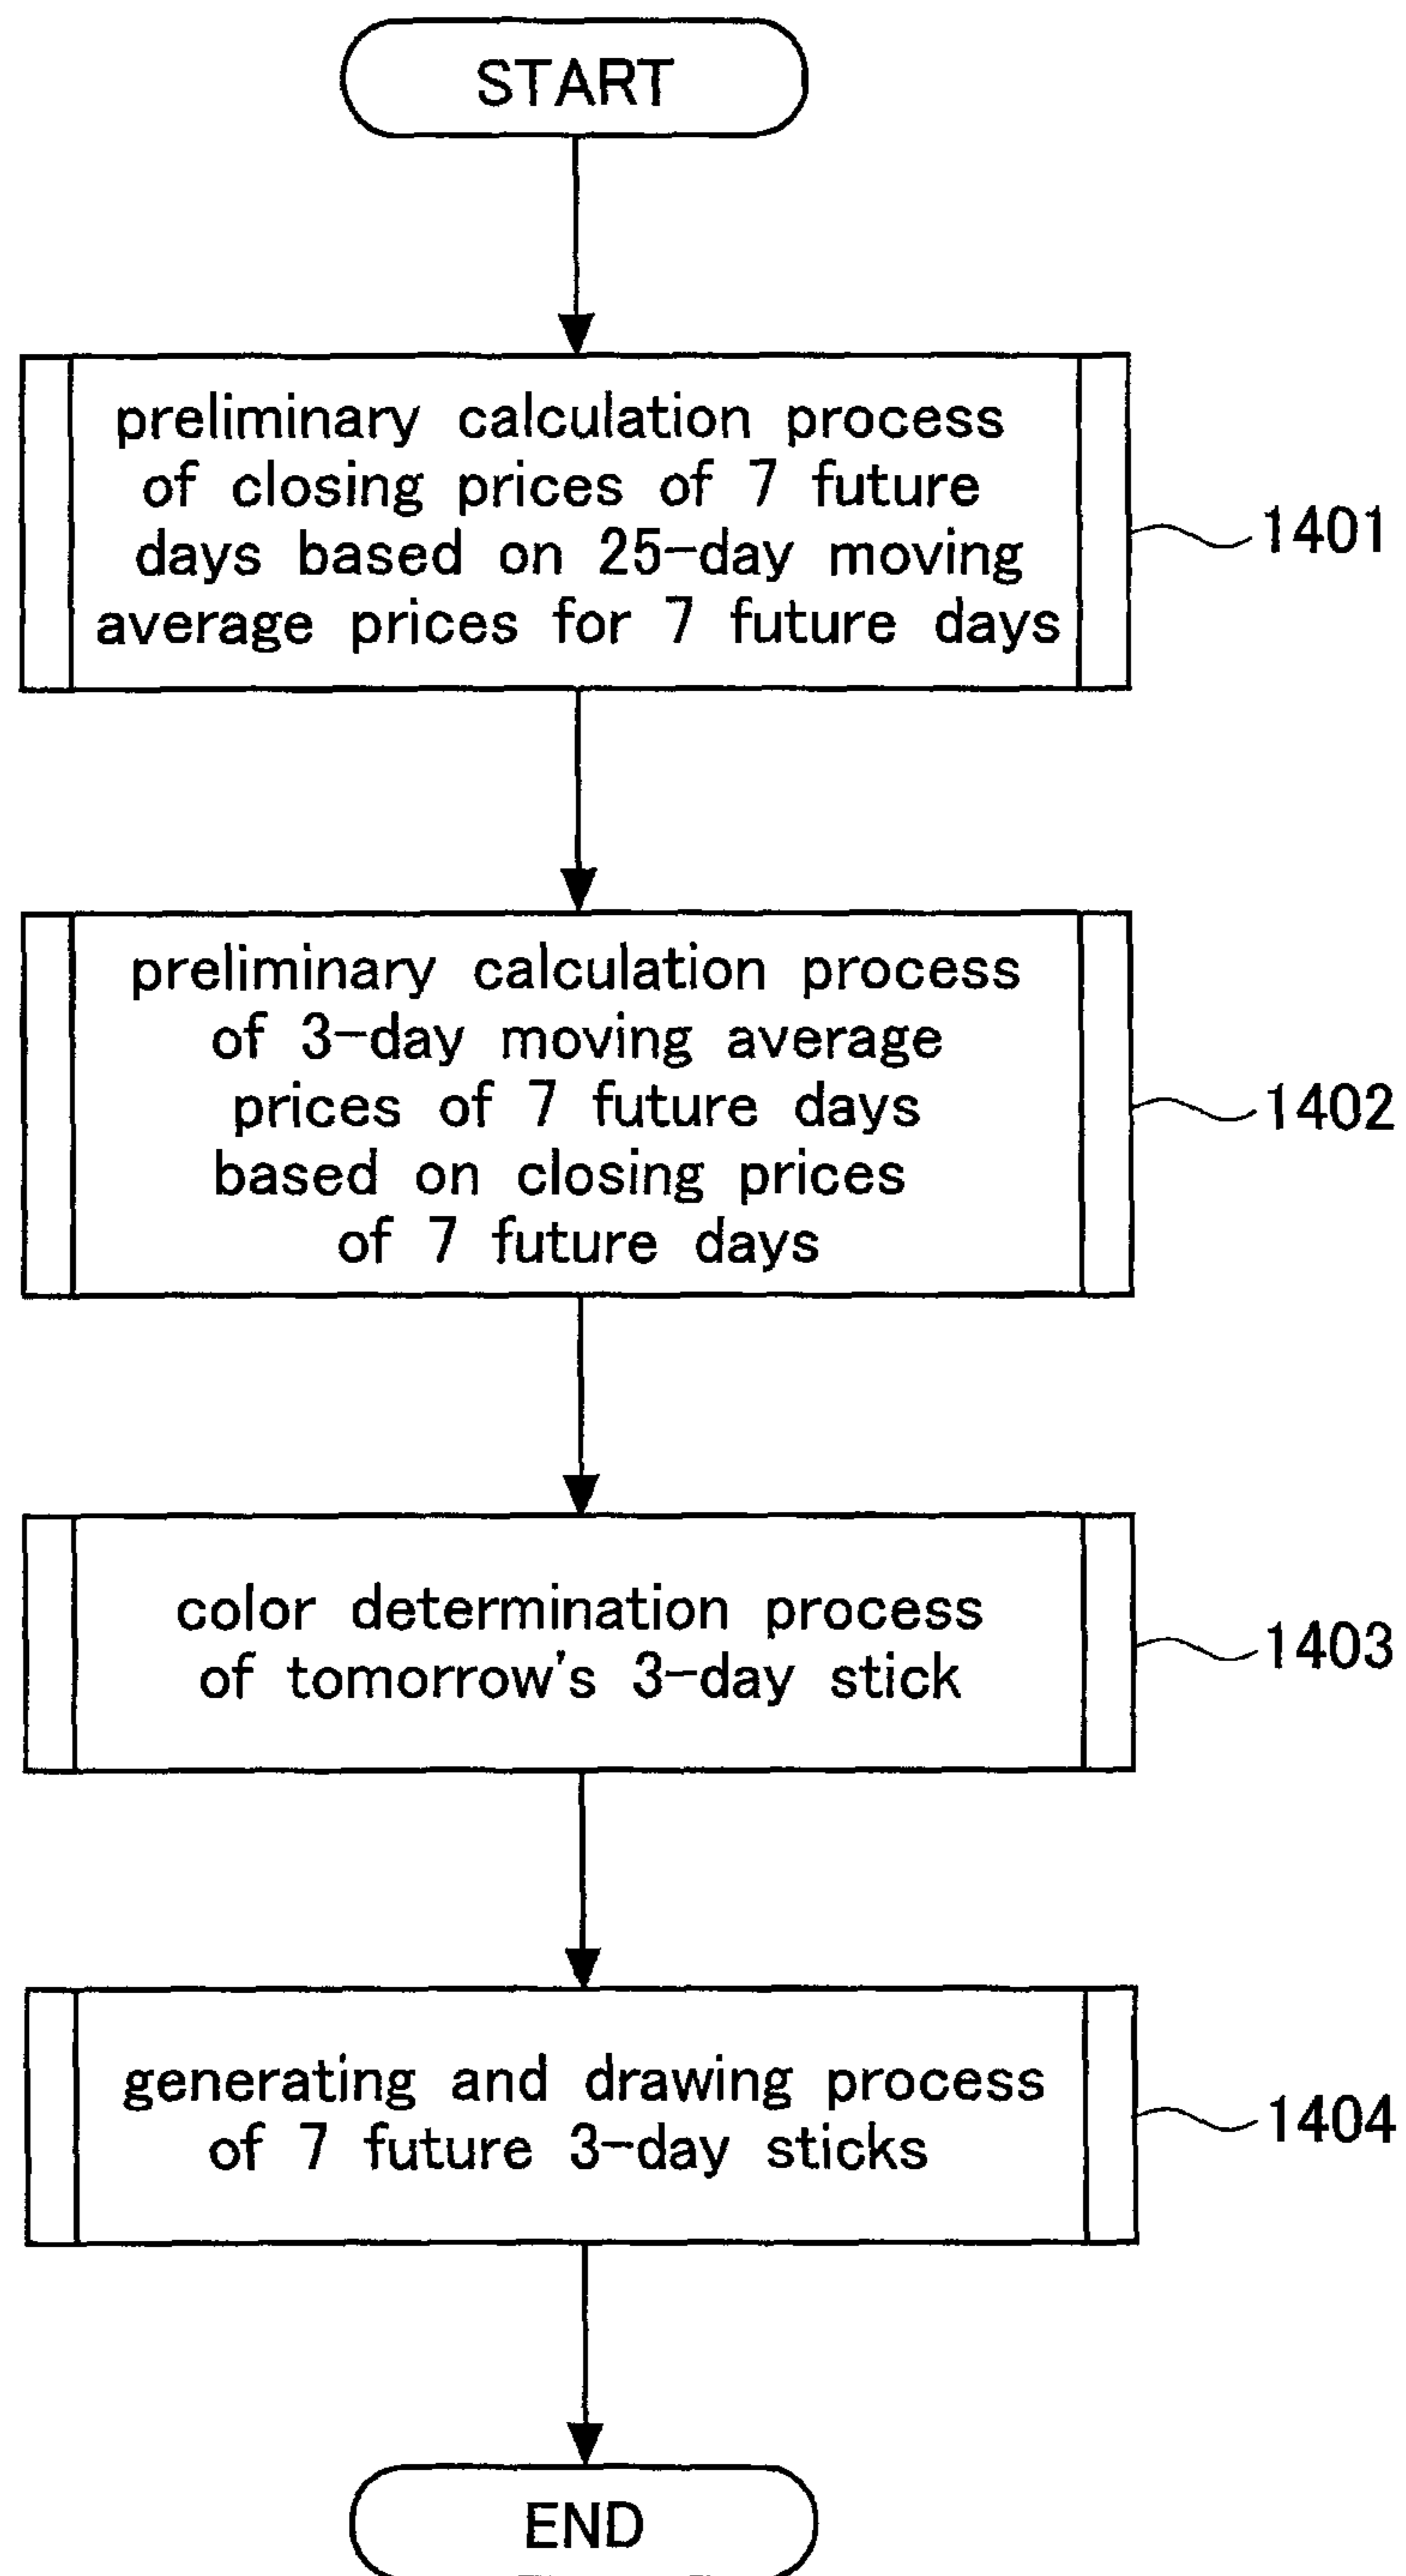 START
preliminary calculation process
of closing prices of 7 future
days based on 25-day moving
average prices for 7 future days
1401
preliminary calculation process
of 3-day moving average
prices of 7 future days
based on closing prices
of 7 future days
1402
color determination process
of tomorrow's 3-day stick
1403
generating and drawing process
of 7 future 3-day sticks
1404
END